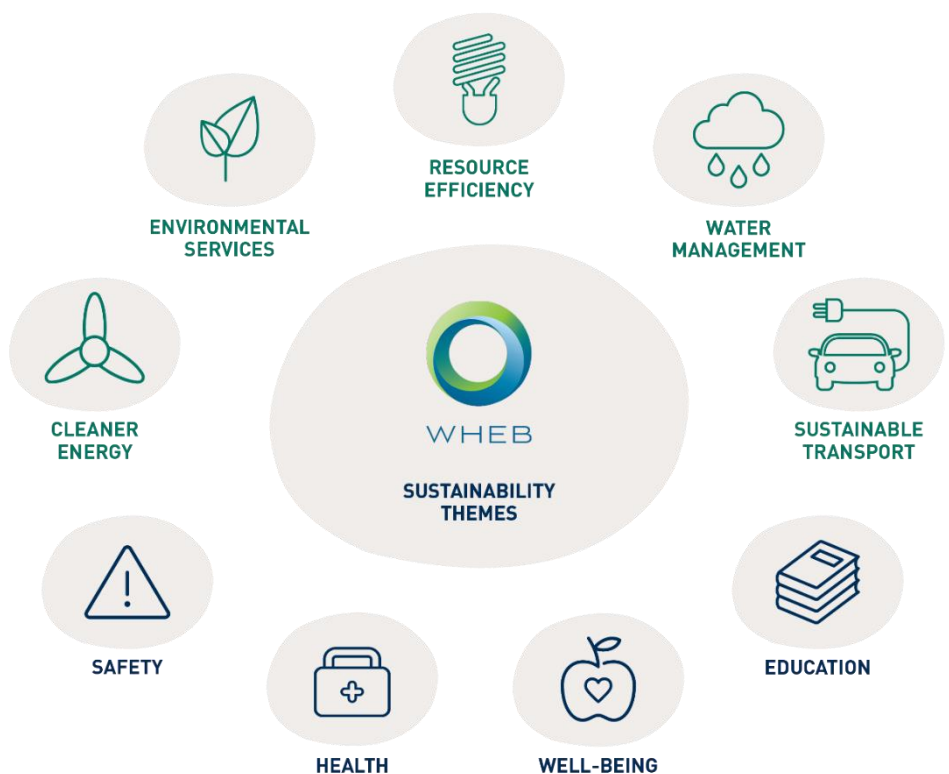 RESOURCE
EFFICIENCY
ENVIRONMENTAL
SERVICES
WATER
MANAGEMENT
CLEANER
ENERGY
WHEB
SUSTAINABILITY
THEMES
SUSTAINABLE
TRANSPORT
SAFETY
EDUCATION
HEALTH
WELL-BEING